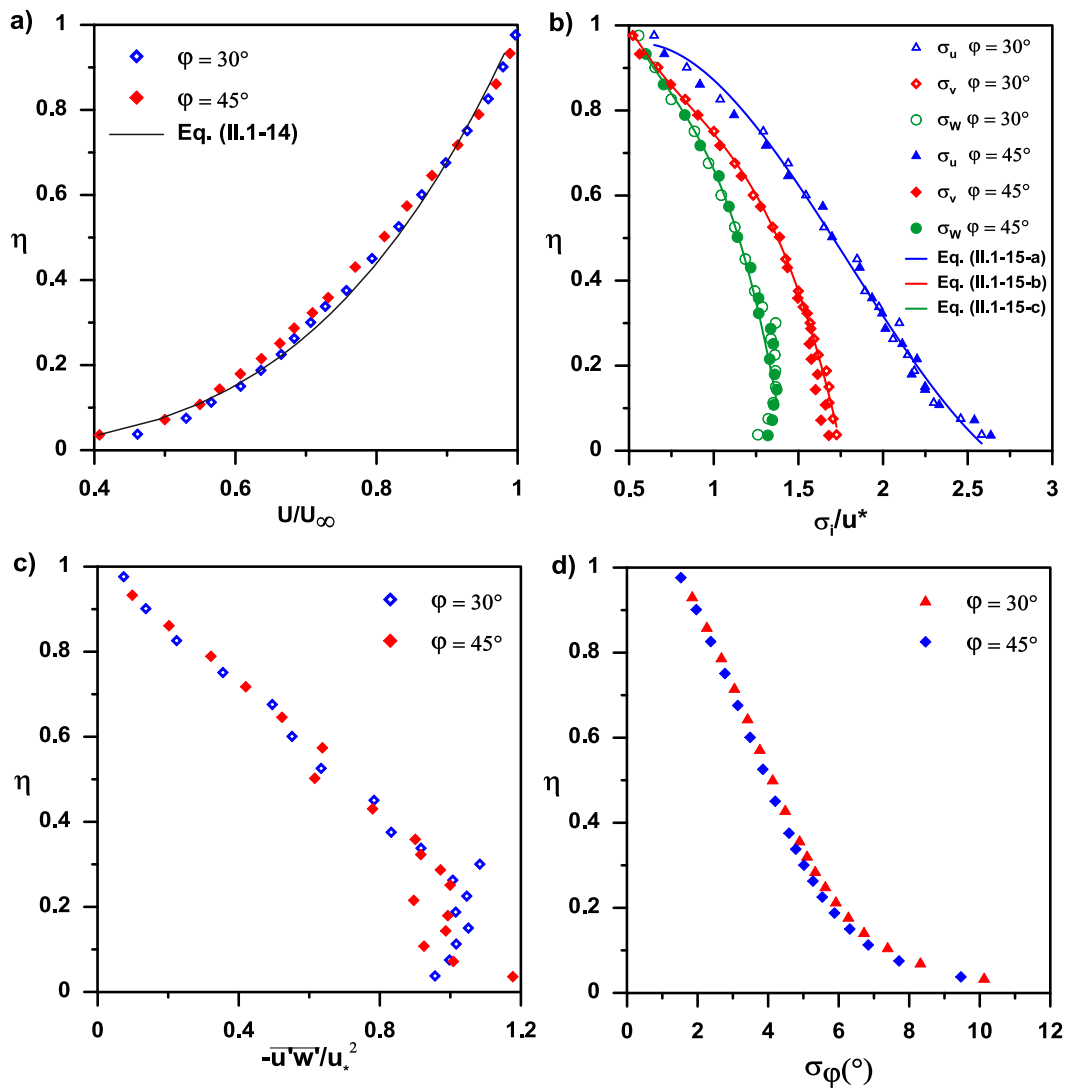 a)
1
0.8
0.6
η
0.4
0.2
0
0.4
0.6
0.8
1
U/U∞
φ = 30°
φ = 45°
Eq. (II.1-14)
b)
1
0.8
0.6
η
0.4
0.2
0
0.5
1
1.5
2
2.5
3
σi/u*
σu φ = 30°
σv φ = 30°
σW φ = 30°
σu φ = 45°
σv φ = 45°
σW φ = 45°
Eq. (II.1-15-a)
Eq. (II.1-15-b)
Eq. (II.1-15-c)
c)
1
0.8
0.6
η
0.4
0.2
0
0
0.4
0.8
1.2
-u'w'/u*²
φ = 30°
φ = 45°
d)
1
0.8
0.6
η
0.4
0.2
0
0
2
4
6
8
10
12
σφ(°)
φ = 30°
φ = 45°